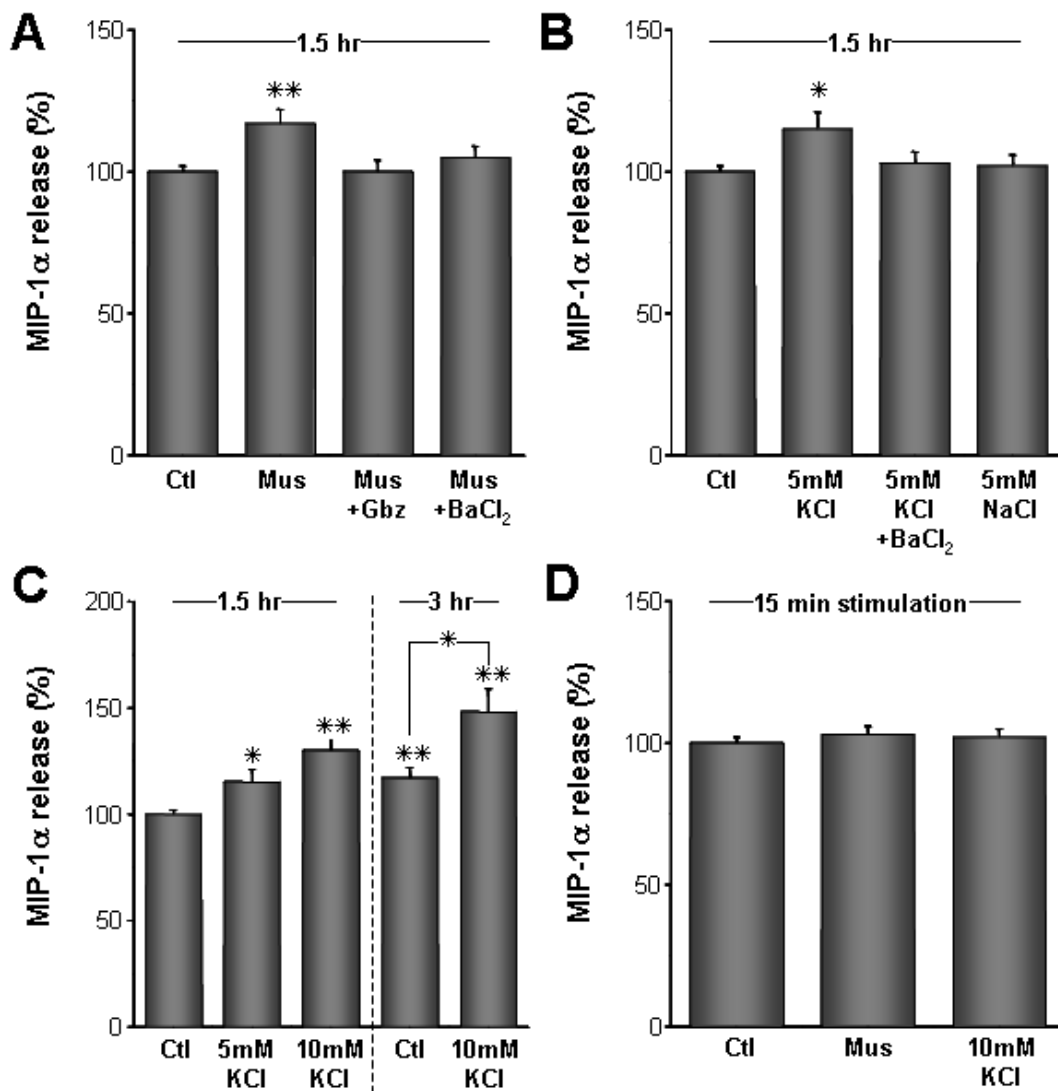 A
150
1.5 hr
**
MIP-1α release (%)
100
50
0
Ctl Mus Mus Mus
+Gbz +BaCl₂
B
150
1.5 hr
*
MIP-1α release (%)
100
50
0
Ctl 5mM 5mM 5mM
KCl KCl NaCl
+BaCl₂
C
200
1.5 hr 3 hr
*
**
150
**
* **
MIP-1α release (%)
100
50
0
Ctl 5mM 10mM Ctl 10mM
KCl KCl KCl
D
150
15 min stimulation
MIP-1α release (%)
100
50
0
Ctl Mus 10mM
KCl